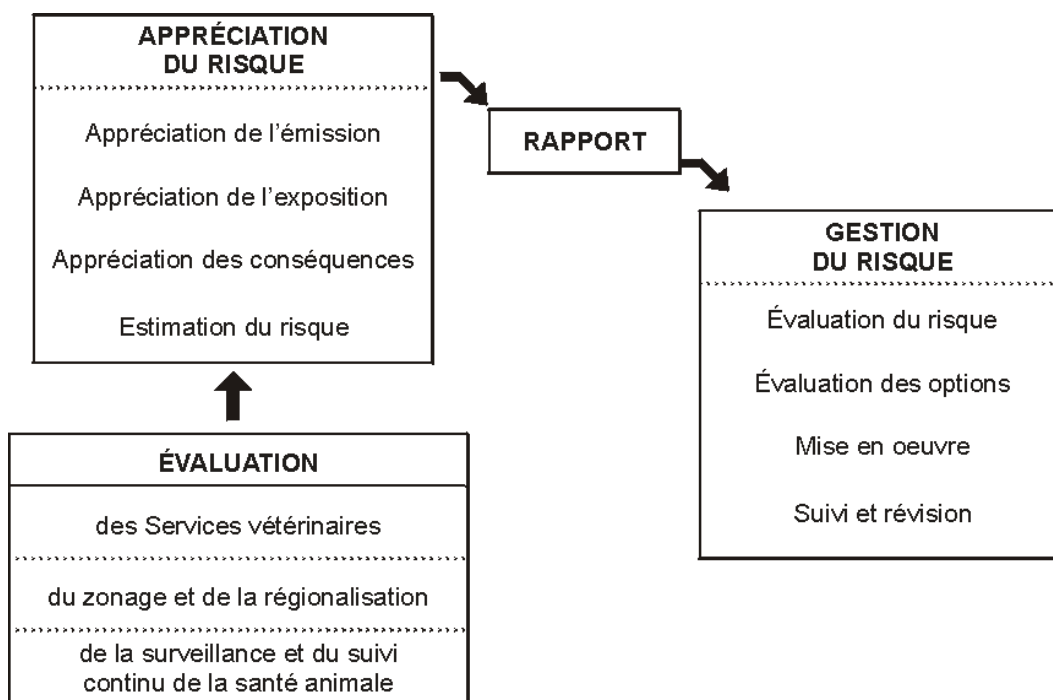 APPRÉCIATION
DU RISQUE
Appréciation de l'émission
Appréciation de l'exposition
Appréciation des conséquences
Estimation du risque
RAPPORT
GESTION
DU RISQUE
Évaluation du risque
Évaluation des options
Mise en oeuvre
Suivi et révision
ÉVALUATION
des Services vétérinaires
du zonage et de la régionalisation
de la surveillance et du suivi
continu de la santé animale